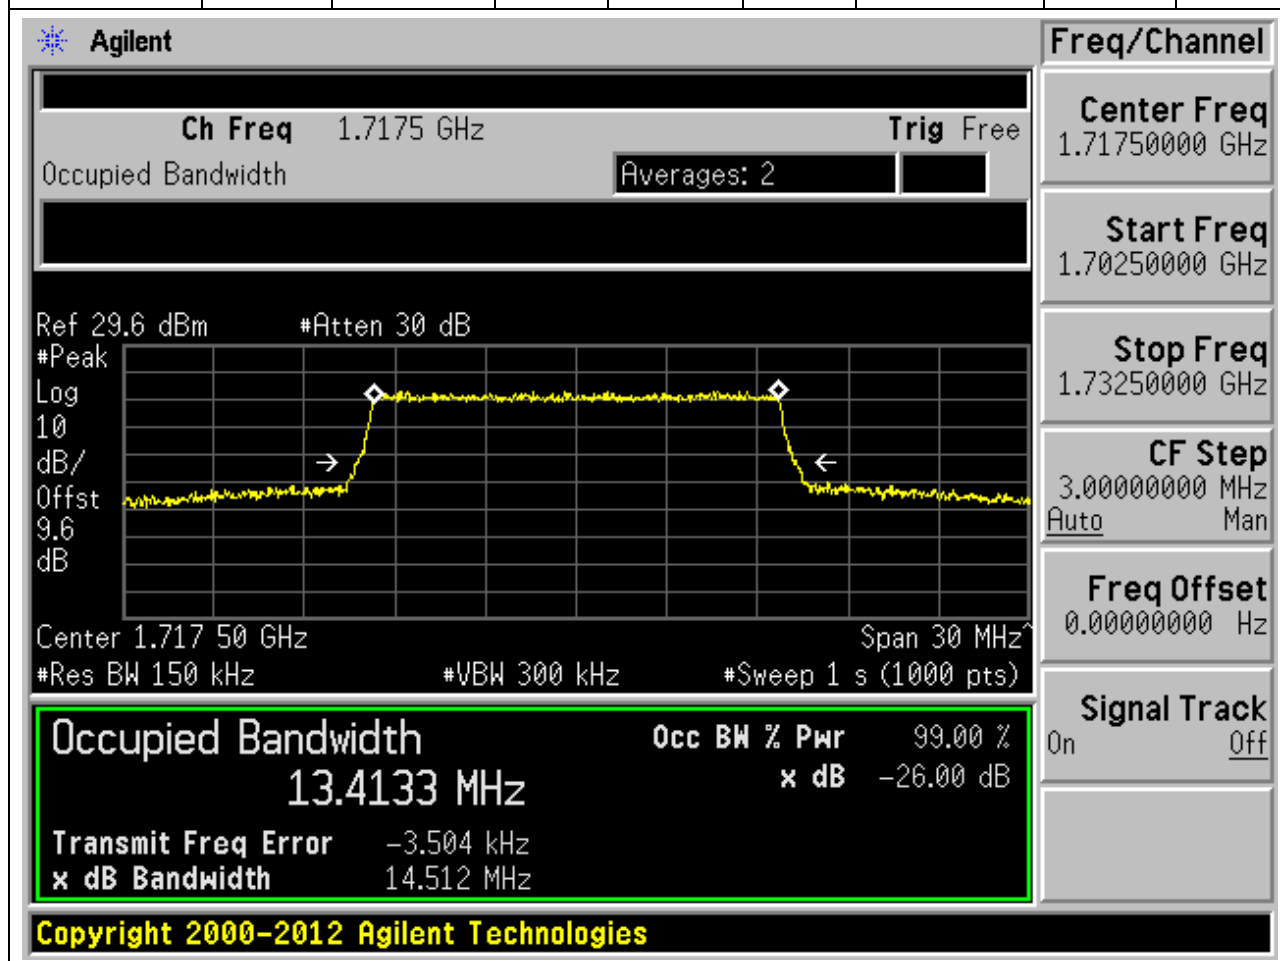 Agilent
Freq/Channel
Ch Freq 1.7175 GHz Trig Free
Occupied Bandwidth Averages: 2
Center Freq
1.71750000 GHz
Start Freq
1.70250000 GHz
Stop Freq
1.73250000 GHz
CF Step
3.00000000 MHz
Auto Man
Freq Offset
0.00000000 Hz
Signal Track
On Off
Ref 29.6 dBm #Atten 30 dB
#Peak
Log
10
dB/
Offst
9.6
dB
Center 1.717 50 GHz Span 30 MHz^
#Res BW 150 kHz #VBW 300 kHz #Sweep 1 s (1000 pts)
Occupied Bandwidth
13.4133 MHz
Occ BW % Pwr 99.00 %
x dB -26.00 dB
Transmit Freq Error -3.504 kHz
x dB Bandwidth 14.512 MHz
Copyright 2000-2012 Agilent Technologies